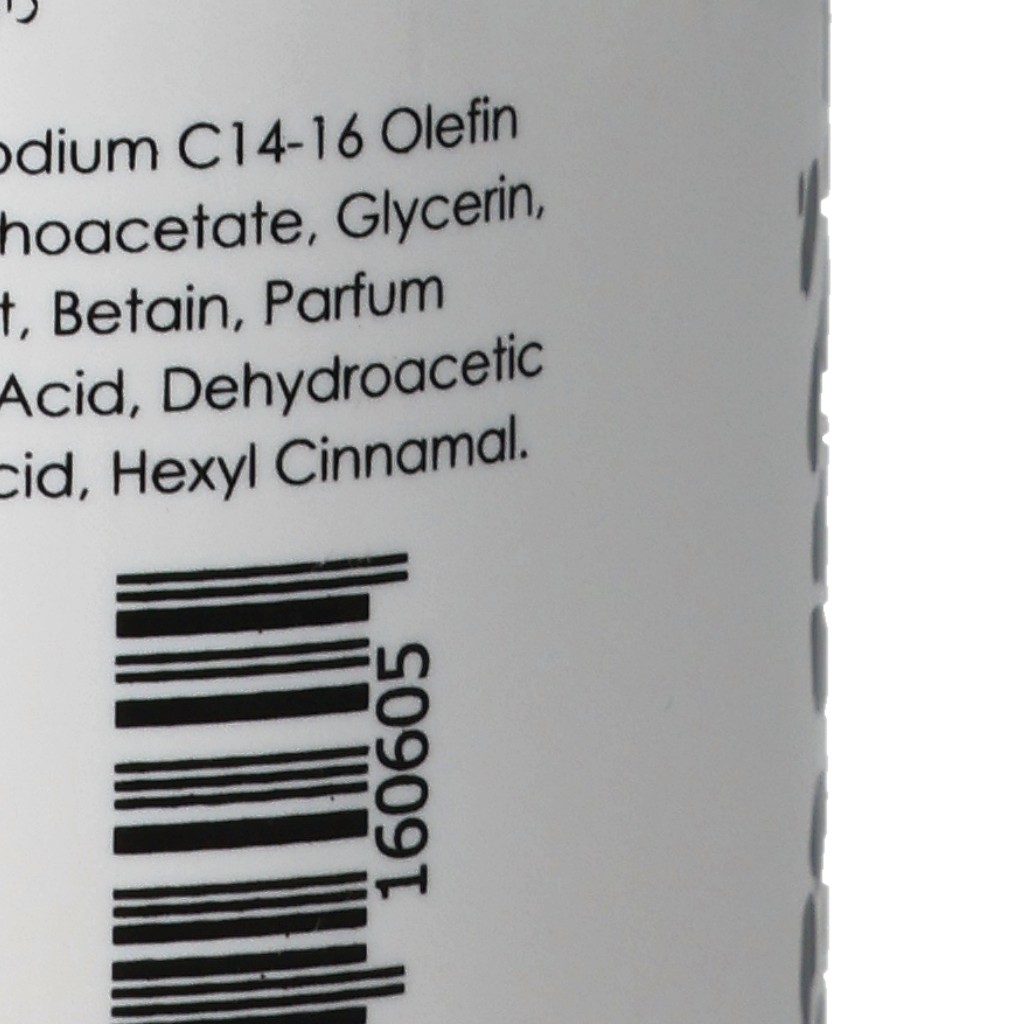 odium C14-16 Olefin
hoacetate, Glycerin,
t, Betain, Parfum
Acid, Dehydroacetic
cid, Hexyl Cinnamal.
160605